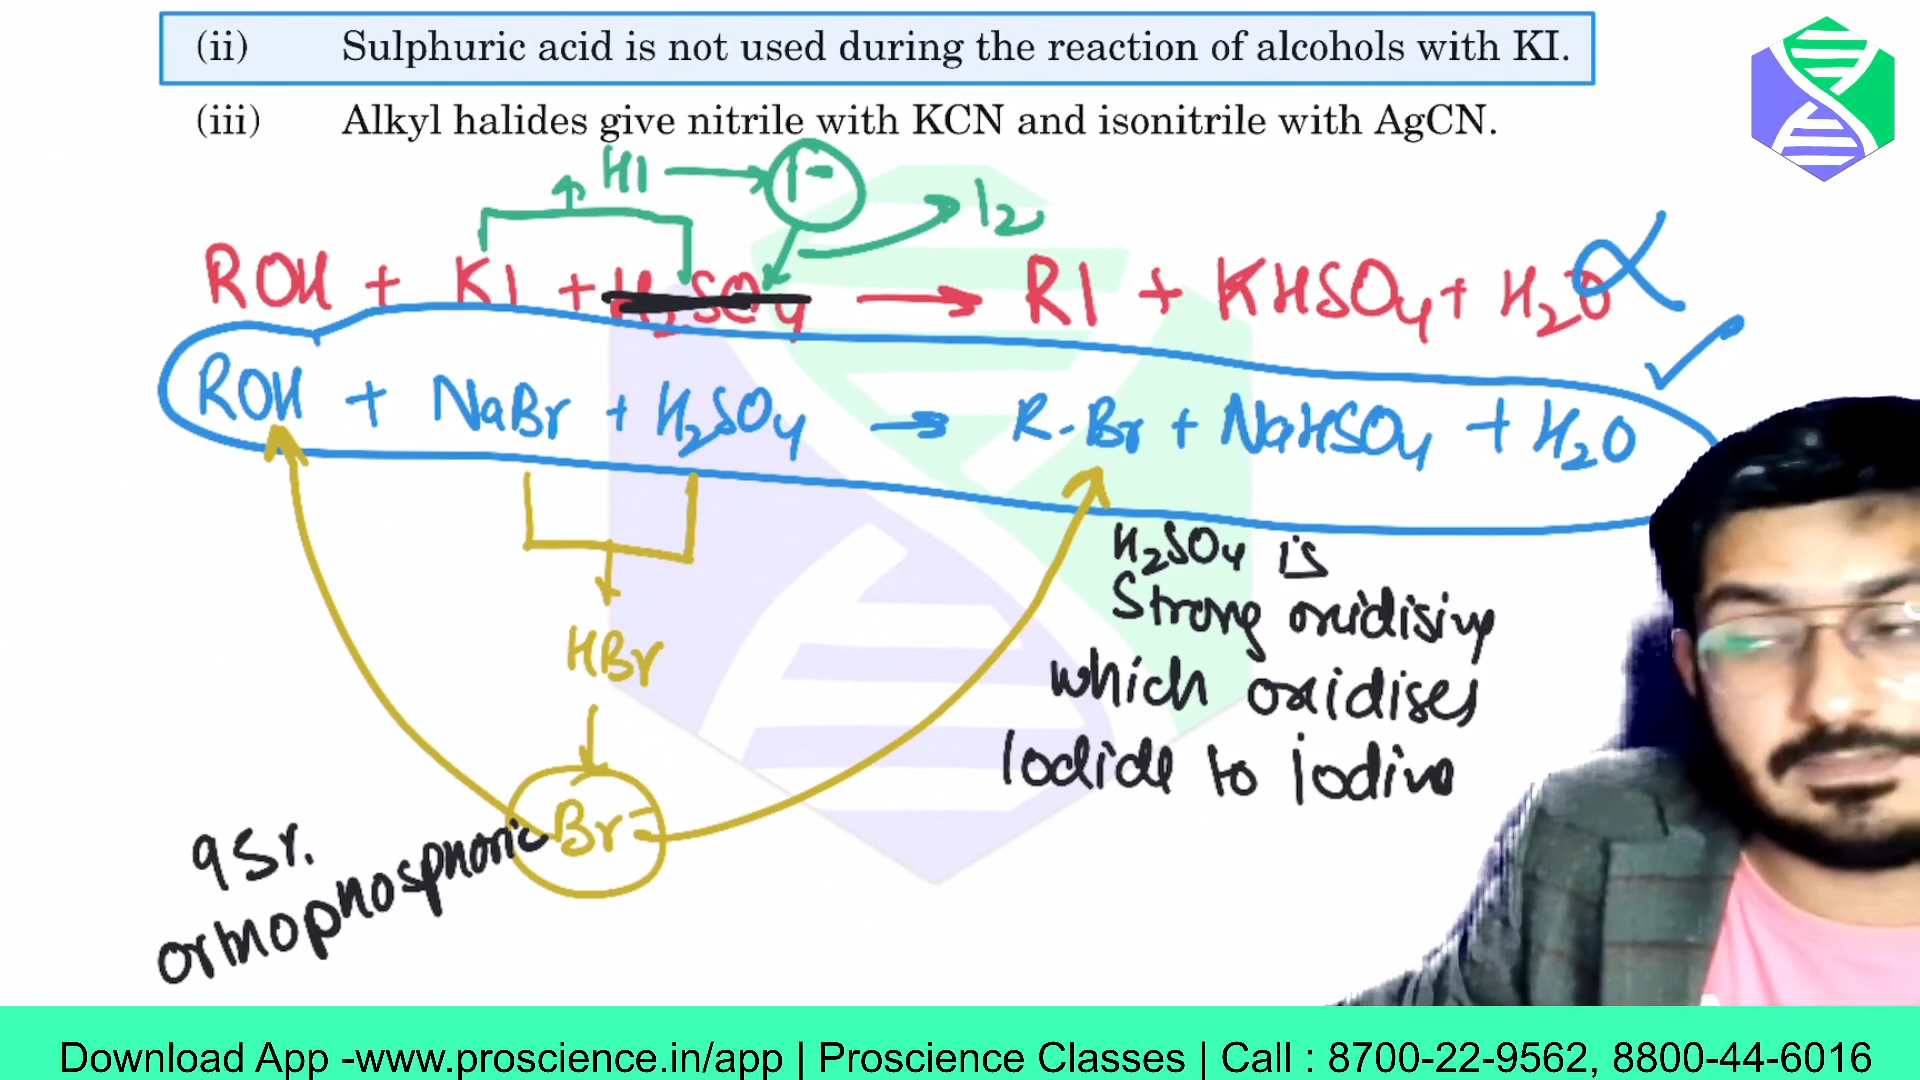 (ii) Sulphuric acid is not used during the reaction of alcohols with KI.
(iii) Alkyl halides give nitrile with KCN and isonitrile with AgCN.
HI → I⁻
I₂
ROH + KI + H₂SO₄ → RI + KHSO₄ + H₂O
ROH + NaBr + H₂SO₄ → R-Br + NaHSO₄ + H₂O
H₂SO₄ is
Strong oxidising
which oxidises
Iodide to iodine
HBr
Br⁻
orthophosphoric
Download App -www.proscience.in/app | Proscience Classes | Call : 8700-22-9562, 8800-44-6016